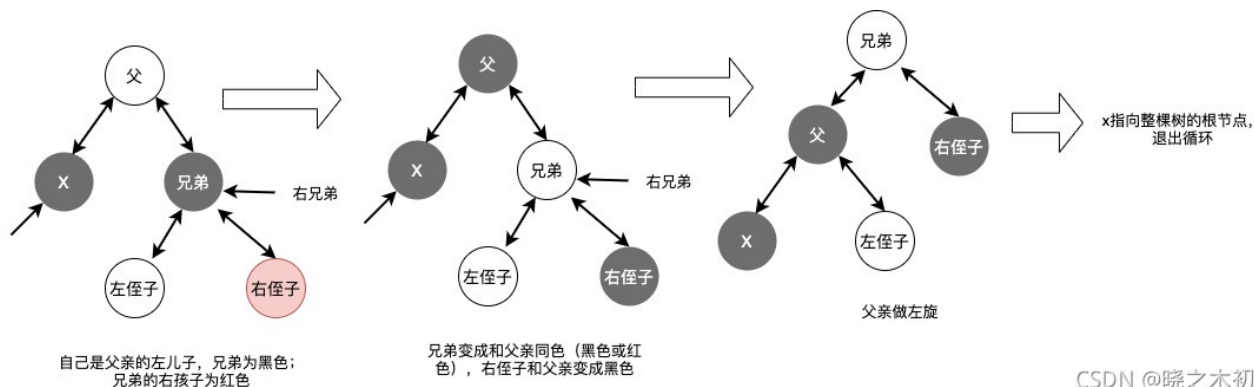 父
X
兄弟
右兄弟
左侄子
右侄子
自己是父亲的左儿子，兄弟为黑色；
兄弟的右孩子为红色
父
X
兄弟
右兄弟
左侄子
右侄子
兄弟变成和父亲同色（黑色或红
色），右侄子和父亲变成黑色
兄弟
父
右侄子
X
左侄子
父亲做左旋
x指向整棵树的根节点，
退出循环
CSDN @晓之木初